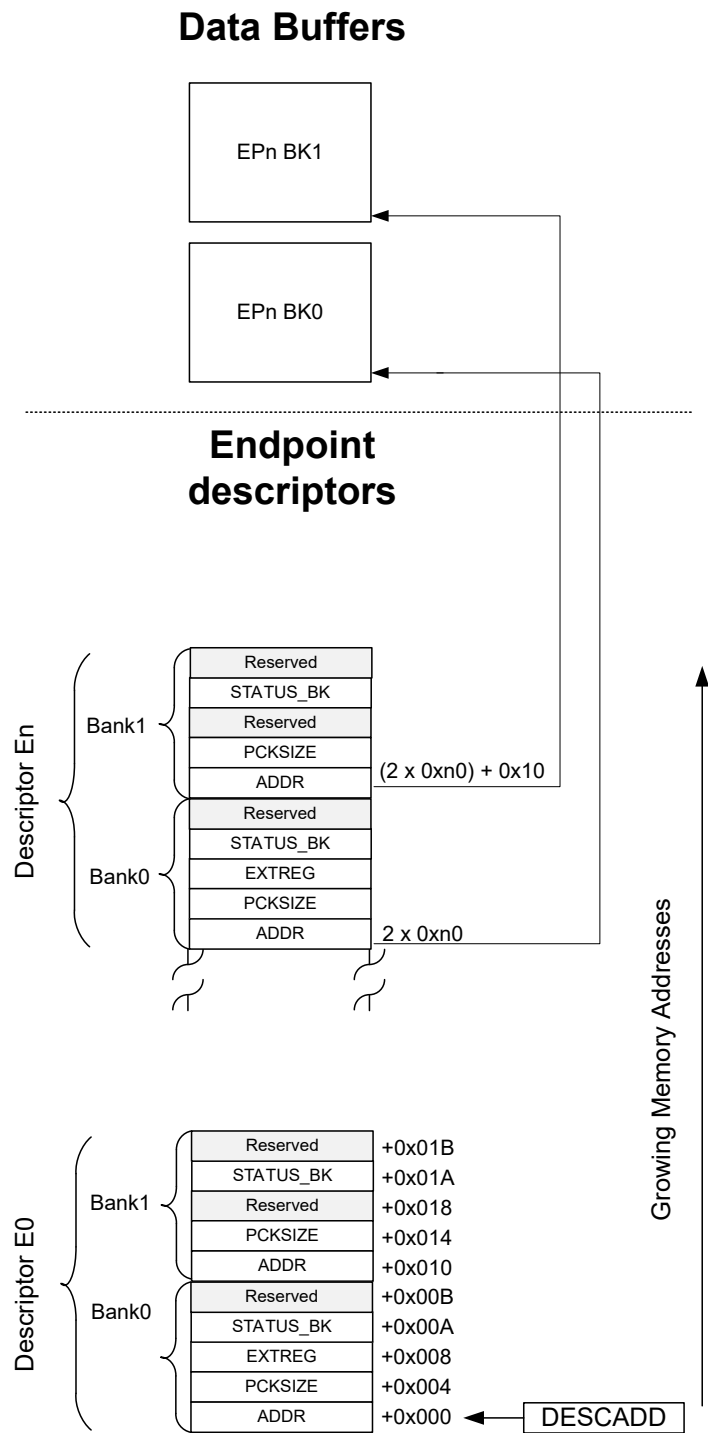 Data Buffers
EPn BK1
EPn BK0
Endpoint
descriptors
Descriptor En
Bank1
Reserved
STATUS_BK
Reserved
PCKSIZE
ADDR
(2 x 0xn0) + 0x10
Bank0
Reserved
STATUS_BK
EXTREG
PCKSIZE
ADDR
2 x 0xn0
Growing Memory Addresses
Descriptor E0
Bank1
Reserved
+0x01B
STATUS_BK
+0x01A
Reserved
+0x018
PCKSIZE
+0x014
ADDR
+0x010
Bank0
Reserved
+0x00B
STATUS_BK
+0x00A
EXTREG
+0x008
PCKSIZE
+0x004
ADDR
+0x000
DESCADD